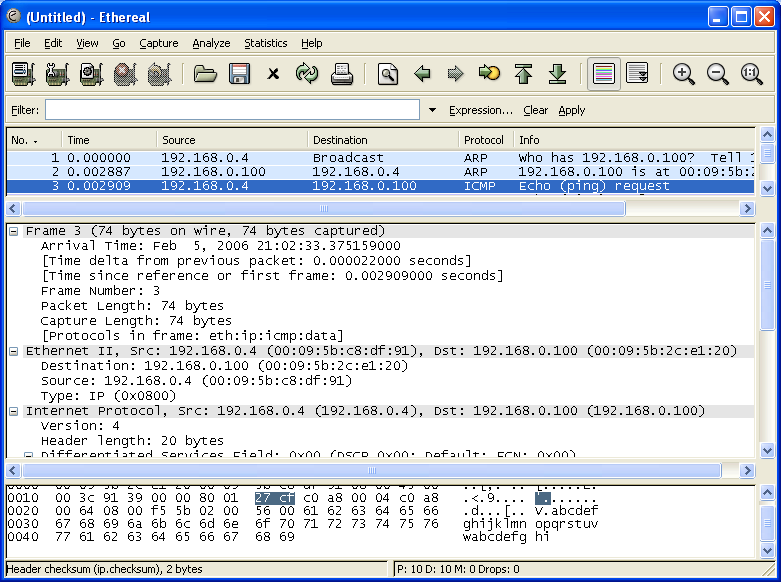 (Untitled) - Ethereal
File Edit View Go Capture Analyze Statistics Help
Filter: Expression... Clear Apply
No. Time Source Destination Protocol Info
1 0.000000 192.168.0.4 Broadcast ARP Who has 192.168.0.100? Tell 1
2 0.002887 192.168.0.100 192.168.0.4 ARP 192.168.0.100 is at 00:09:5b:2
3 0.002909 192.168.0.4 192.168.0.100 ICMP Echo (ping) request
Frame 3 (74 bytes on wire, 74 bytes captured)
Arrival Time: Feb 5, 2006 21:02:33.375159000
[Time delta from previous packet: 0.000022000 seconds]
[Time since reference or first frame: 0.002909000 seconds]
Frame Number: 3
Packet Length: 74 bytes
Capture Length: 74 bytes
[Protocols in frame: eth:ip:icmp:data]
Ethernet II, Src: 192.168.0.4 (00:09:5b:c8:df:91), Dst: 192.168.0.100 (00:09:5b:2c:e1:20)
Destination: 192.168.0.100 (00:09:5b:2c:e1:20)
Source: 192.168.0.4 (00:09:5b:c8:df:91)
Type: IP (0x0800)
Internet Protocol, Src: 192.168.0.4 (192.168.0.4), Dst: 192.168.0.100 (192.168.0.100)
Version: 4
Header length: 20 bytes
Differentiated Services Field: 0x00 (DSCP 0x00: Default; ECN: 0x00)
0010 00 3c 91 39 00 00 80 01 27 cf c0 a8 00 04 c0 a8 .<.9.... '.......
0020 00 64 08 00 f5 5b 02 00 56 00 61 62 63 64 65 66 .d...[.. V.abcdef
0030 67 68 69 6a 6b 6c 6d 6e 6f 70 71 72 73 74 75 76 ghijklmn opqrstuv
0040 77 61 62 63 64 65 66 67 68 69 wabcdefg hi
Header checksum (ip.checksum), 2 bytes P: 10 D: 10 M: 0 Drops: 0